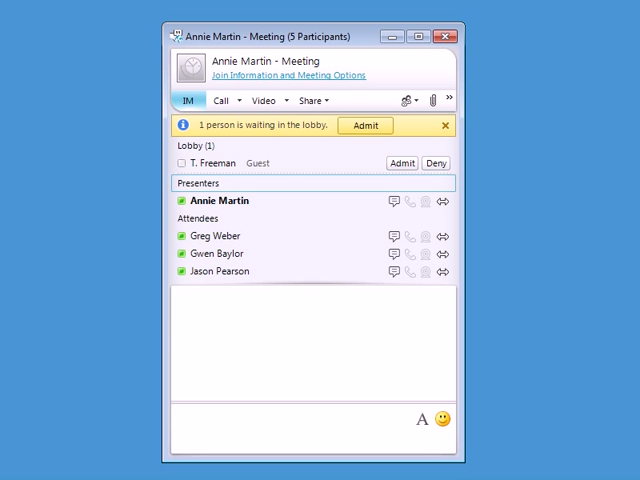 Annie Martin - Meeting (5 Participants)
Annie Martin - Meeting
Join Information and Meeting Options
IM Call Video Share »
1 person is waiting in the lobby. Admit
Lobby (1)
T. Freeman Guest Admit Deny
Presenters
Annie Martin
Attendees
Greg Weber
Gwen Baylor
Jason Pearson
A